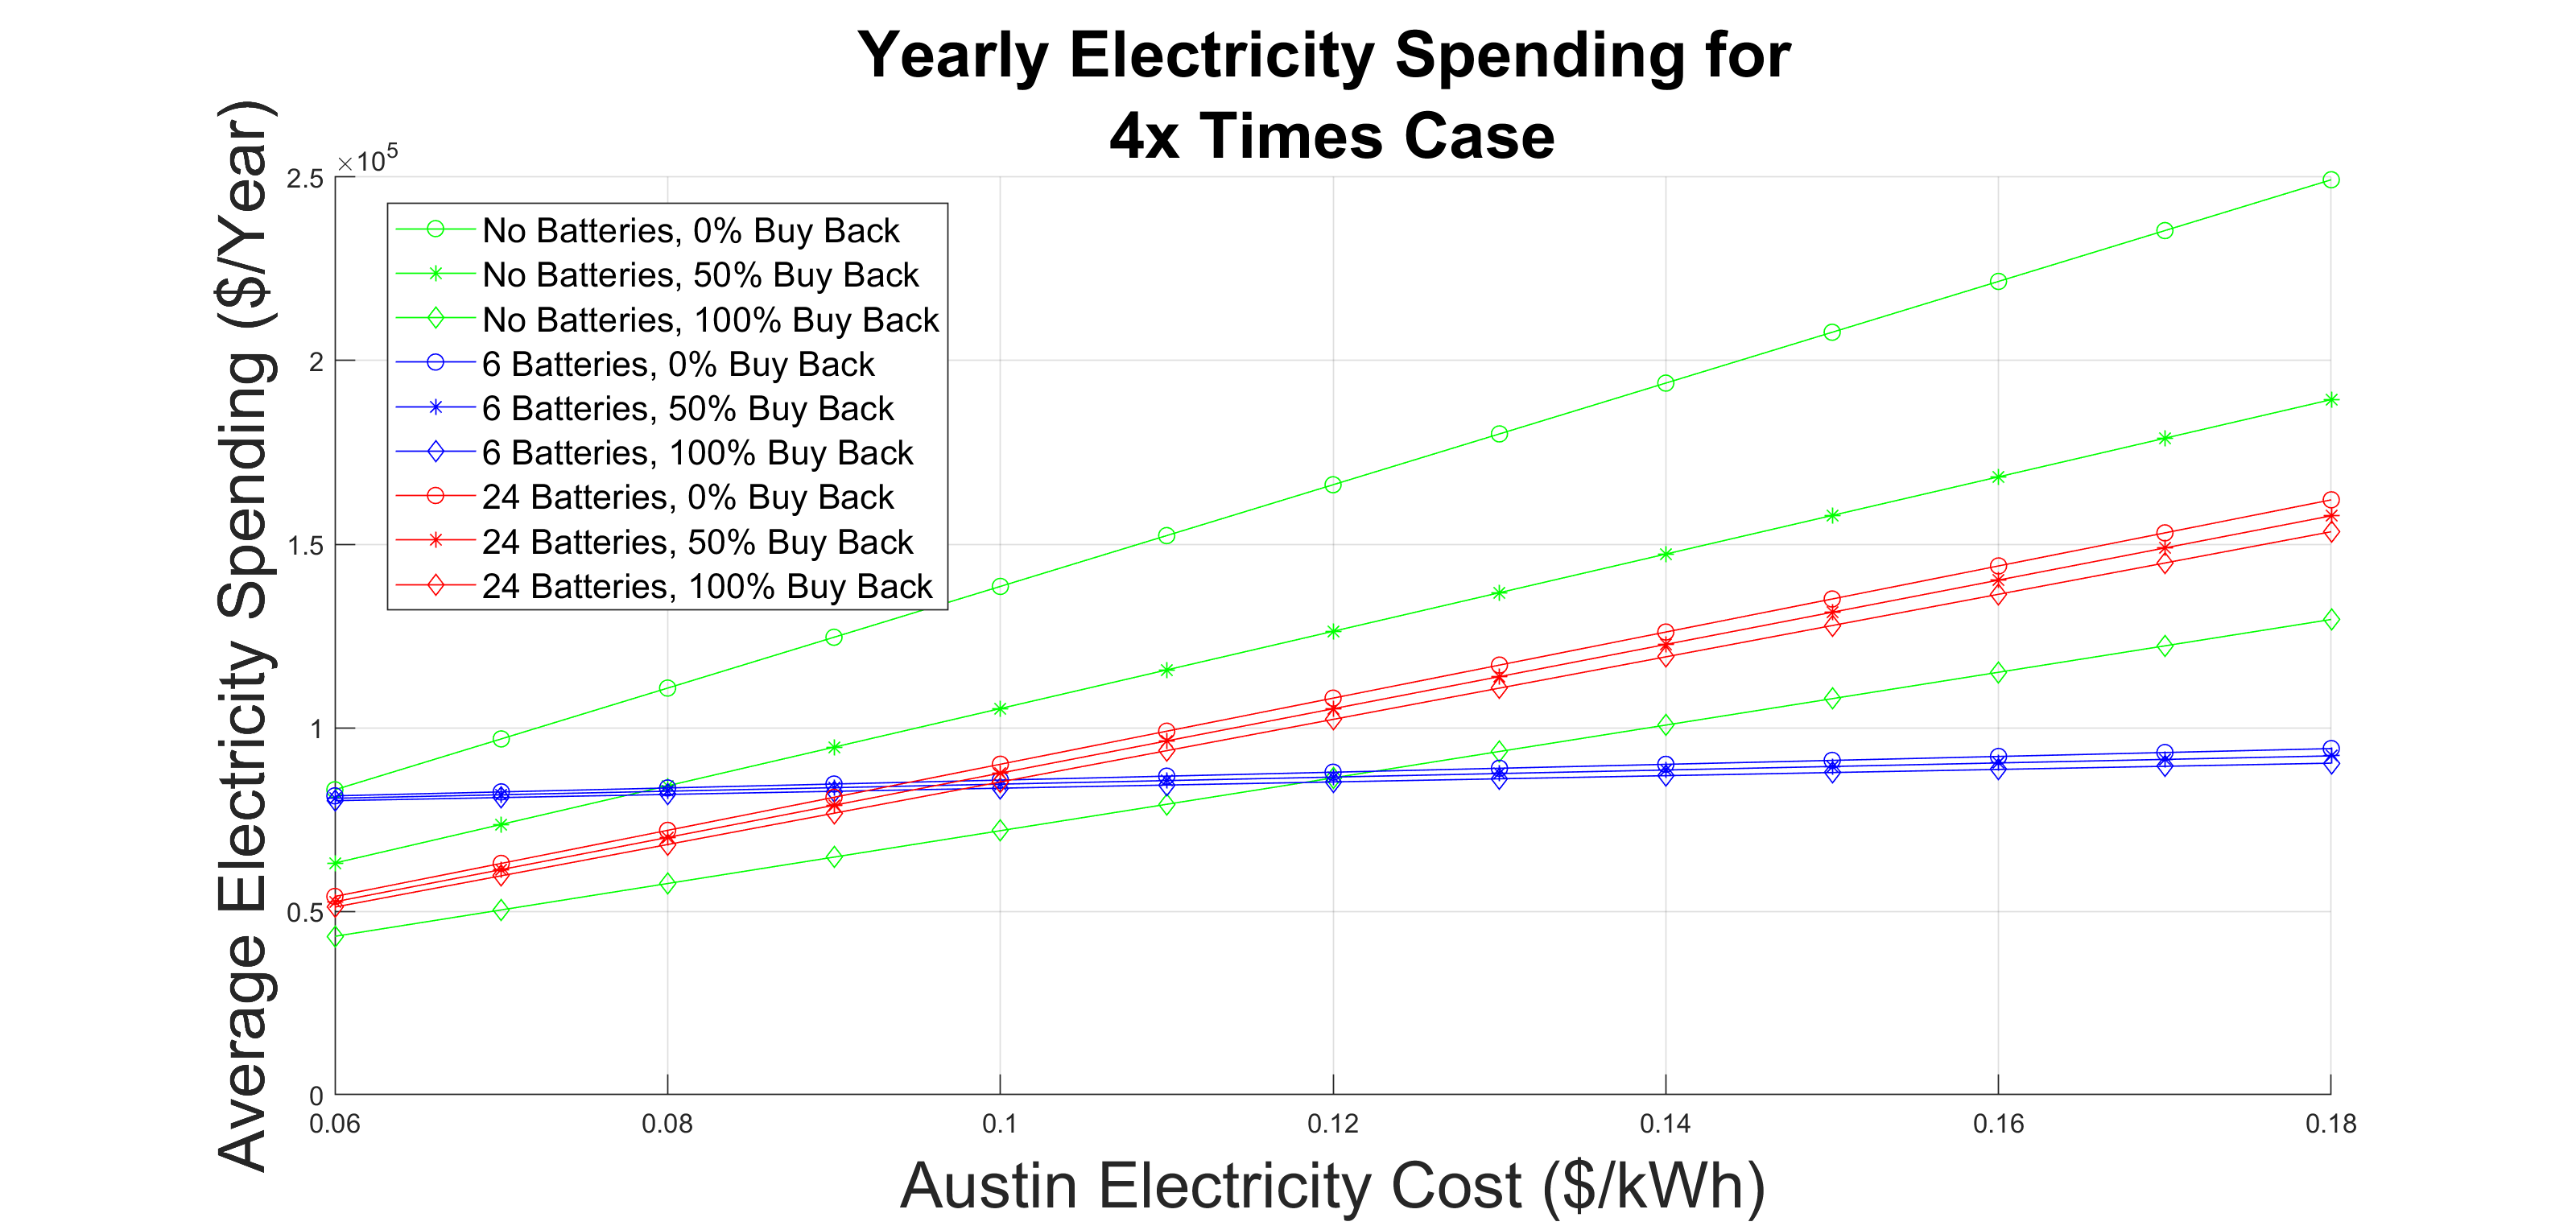 Yearly Electricity Spending for
4x Times Case
×10^5
2.5
2
1.5
1
0.5
0
Average Electricity Spending ($/Year)
No Batteries, 0% Buy Back
No Batteries, 50% Buy Back
No Batteries, 100% Buy Back
6 Batteries, 0% Buy Back
6 Batteries, 50% Buy Back
6 Batteries, 100% Buy Back
24 Batteries, 0% Buy Back
24 Batteries, 50% Buy Back
24 Batteries, 100% Buy Back
0.06 0.08 0.1 0.12 0.14 0.16 0.18
Austin Electricity Cost ($/kWh)